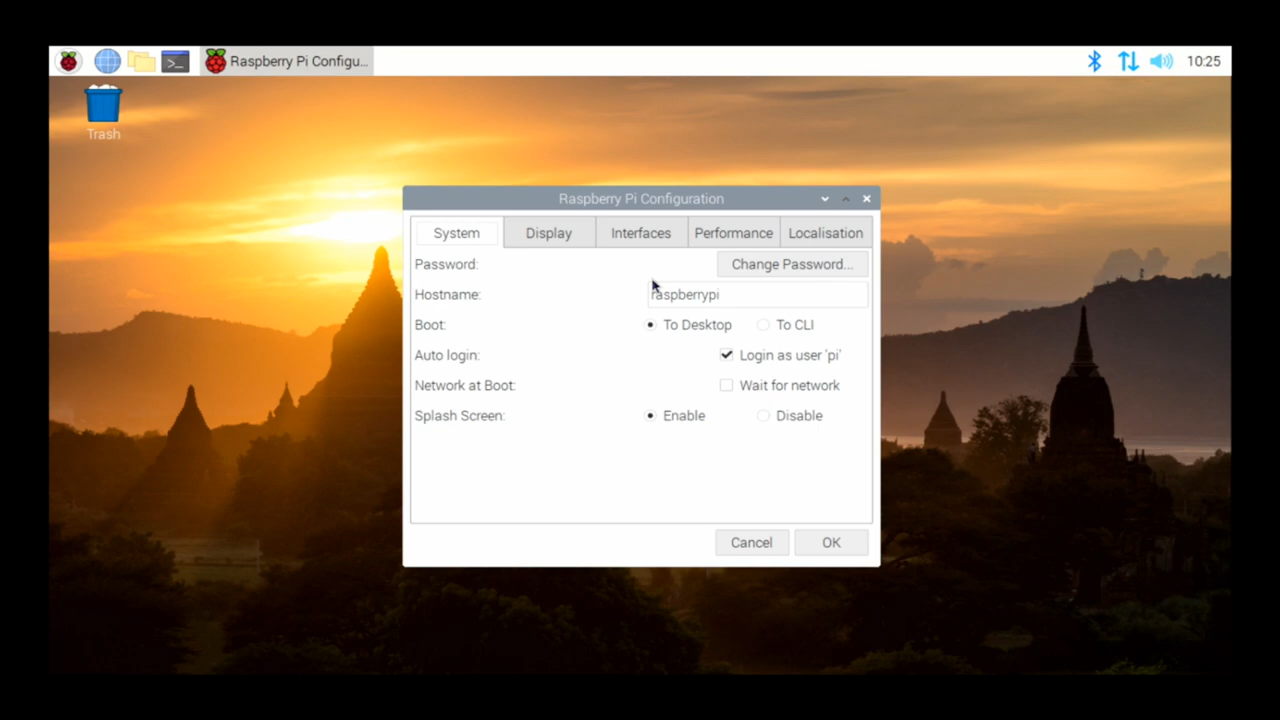 Raspberry Pi Configu... 10:25
Trash
Raspberry Pi Configuration
System Display Interfaces Performance Localisation
Password: Change Password...
Hostname: raspberrypi
Boot: To Desktop To CLI
Auto login: Login as user 'pi'
Network at Boot: Wait for network
Splash Screen: Enable Disable
Cancel OK